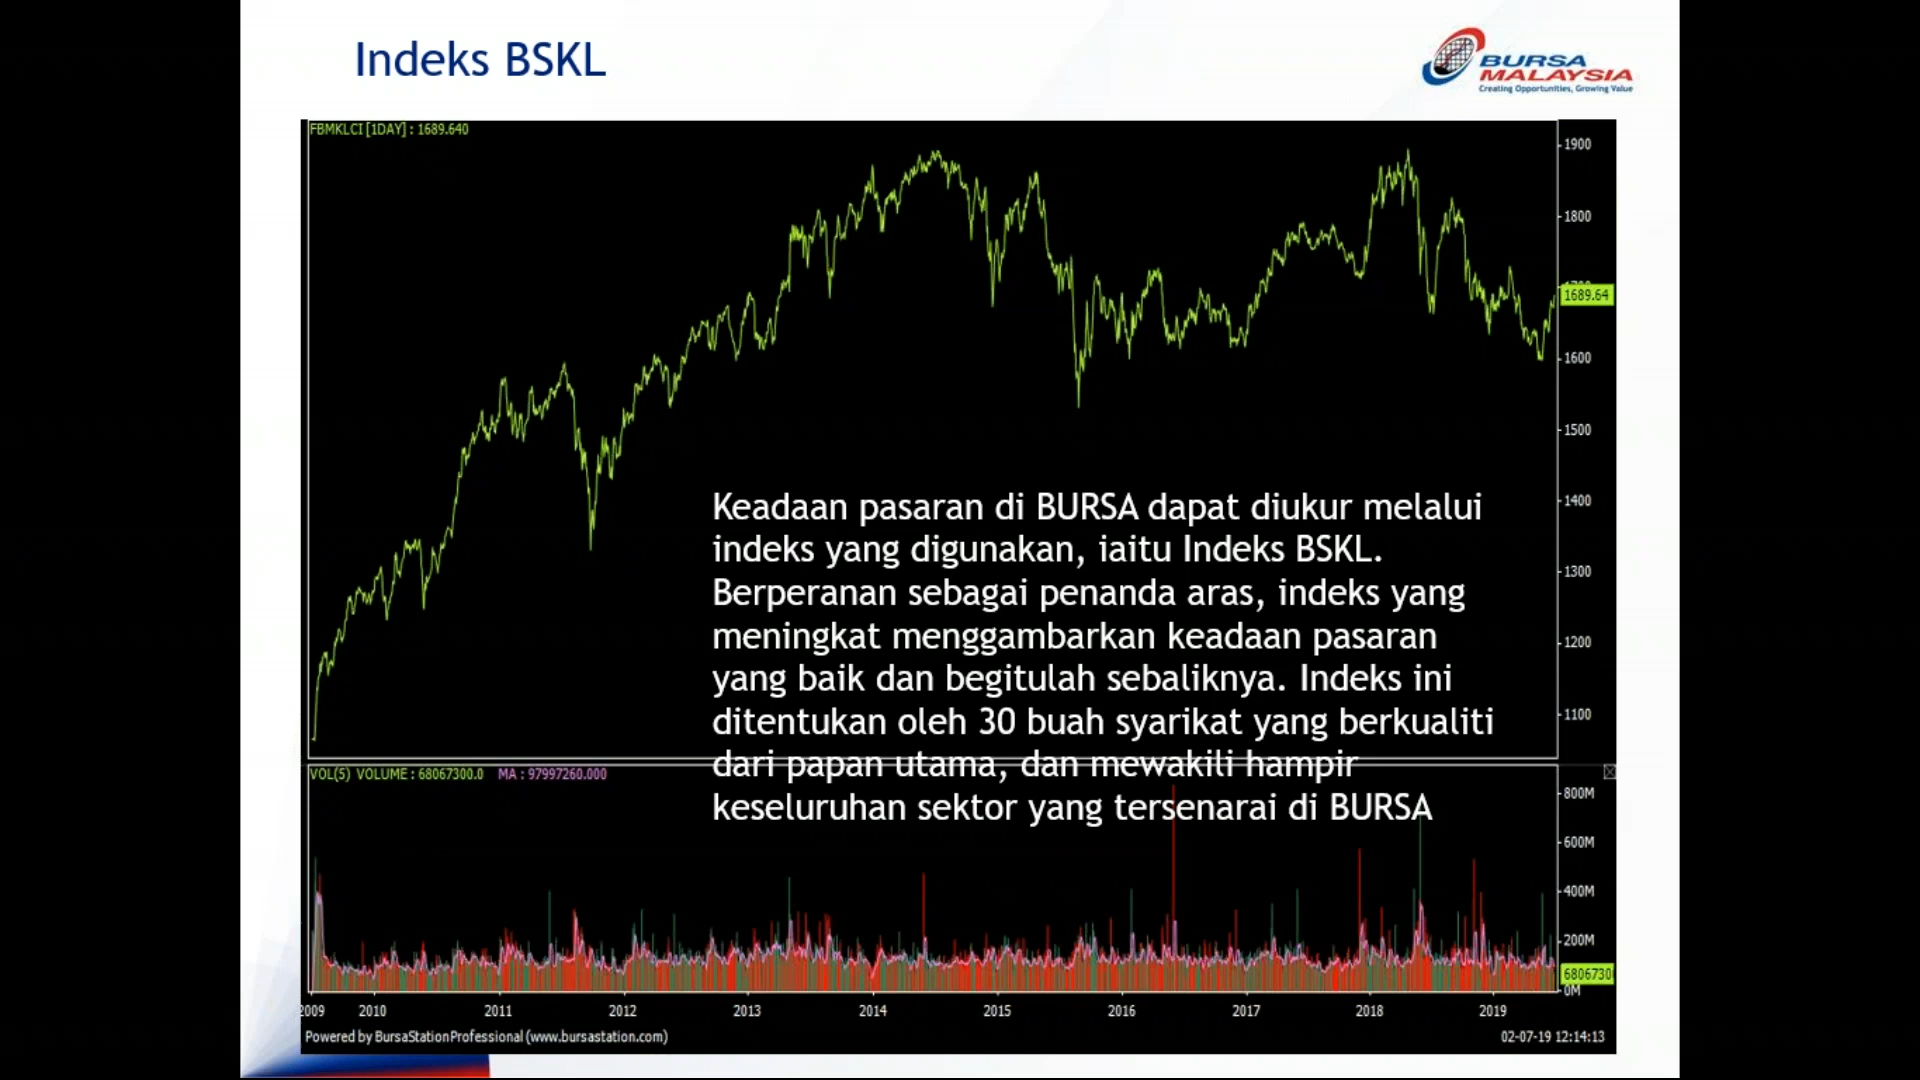 Indeks BSKL
BURSA
MALAYSIA
Creating Opportunities, Growing Value
FBMKLCI [1DAY] : 1689.640
1900
1800
1689.64
1600
1500
1400
1300
1200
1100
Keadaan pasaran di BURSA dapat diukur melalui
indeks yang digunakan, iaitu Indeks BSKL.
Berperanan sebagai penanda aras, indeks yang
meningkat menggambarkan keadaan pasaran
yang baik dan begitulah sebaliknya. Indeks ini
ditentukan oleh 30 buah syarikat yang berkualiti
dari papan utama, dan mewakili hampir
keseluruhan sektor yang tersenarai di BURSA
VOL(5) VOLUME : 68067300.0 MA : 97997260.000
800M
600M
400M
200M
6806730
0M
2009 2010 2011 2012 2013 2014 2015 2016 2017 2018 2019
Powered by BursaStationProfessional (www.bursastation.com)
02-07-19 12:14:13